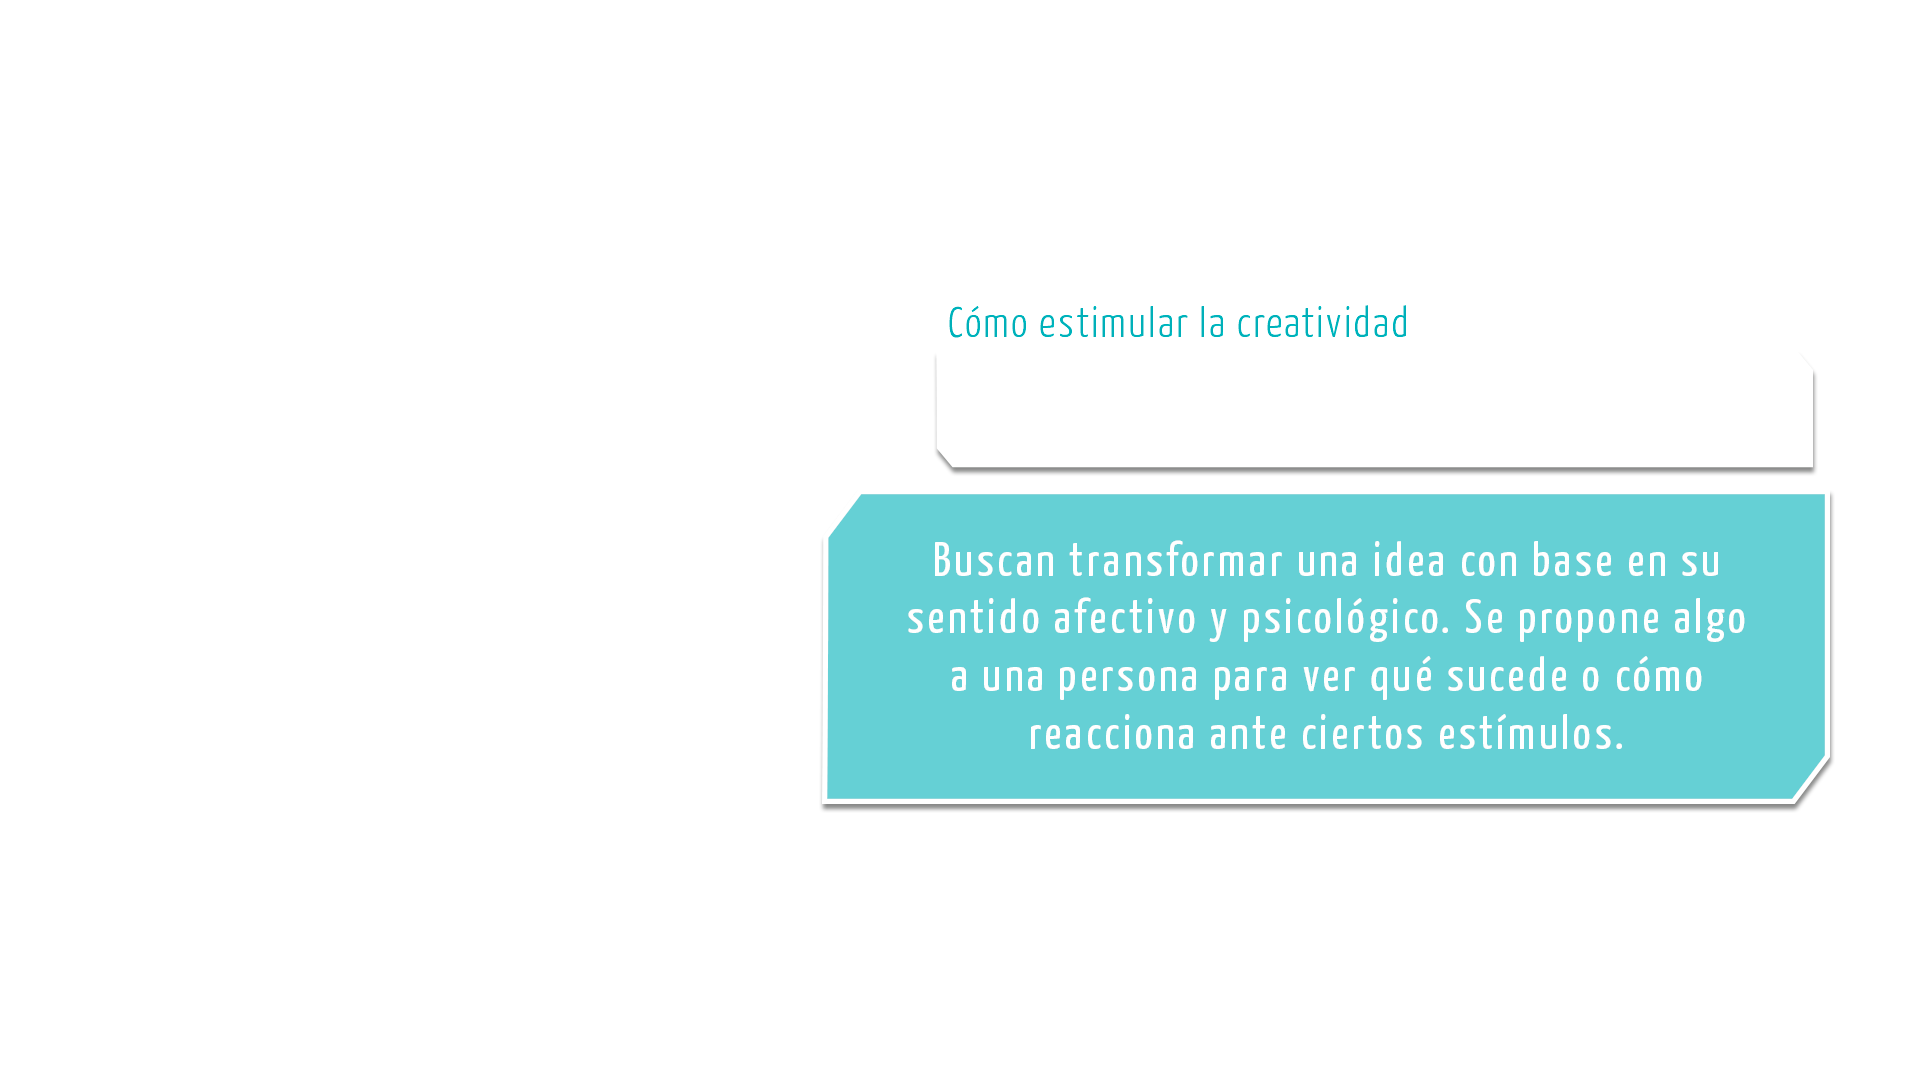 Cómo estimular la creatividad
Buscan transformar una idea con base en su
sentido afectivo y psicológico. Se propone algo
a una persona para ver qué sucede o cómo
reacciona ante ciertos estímulos.